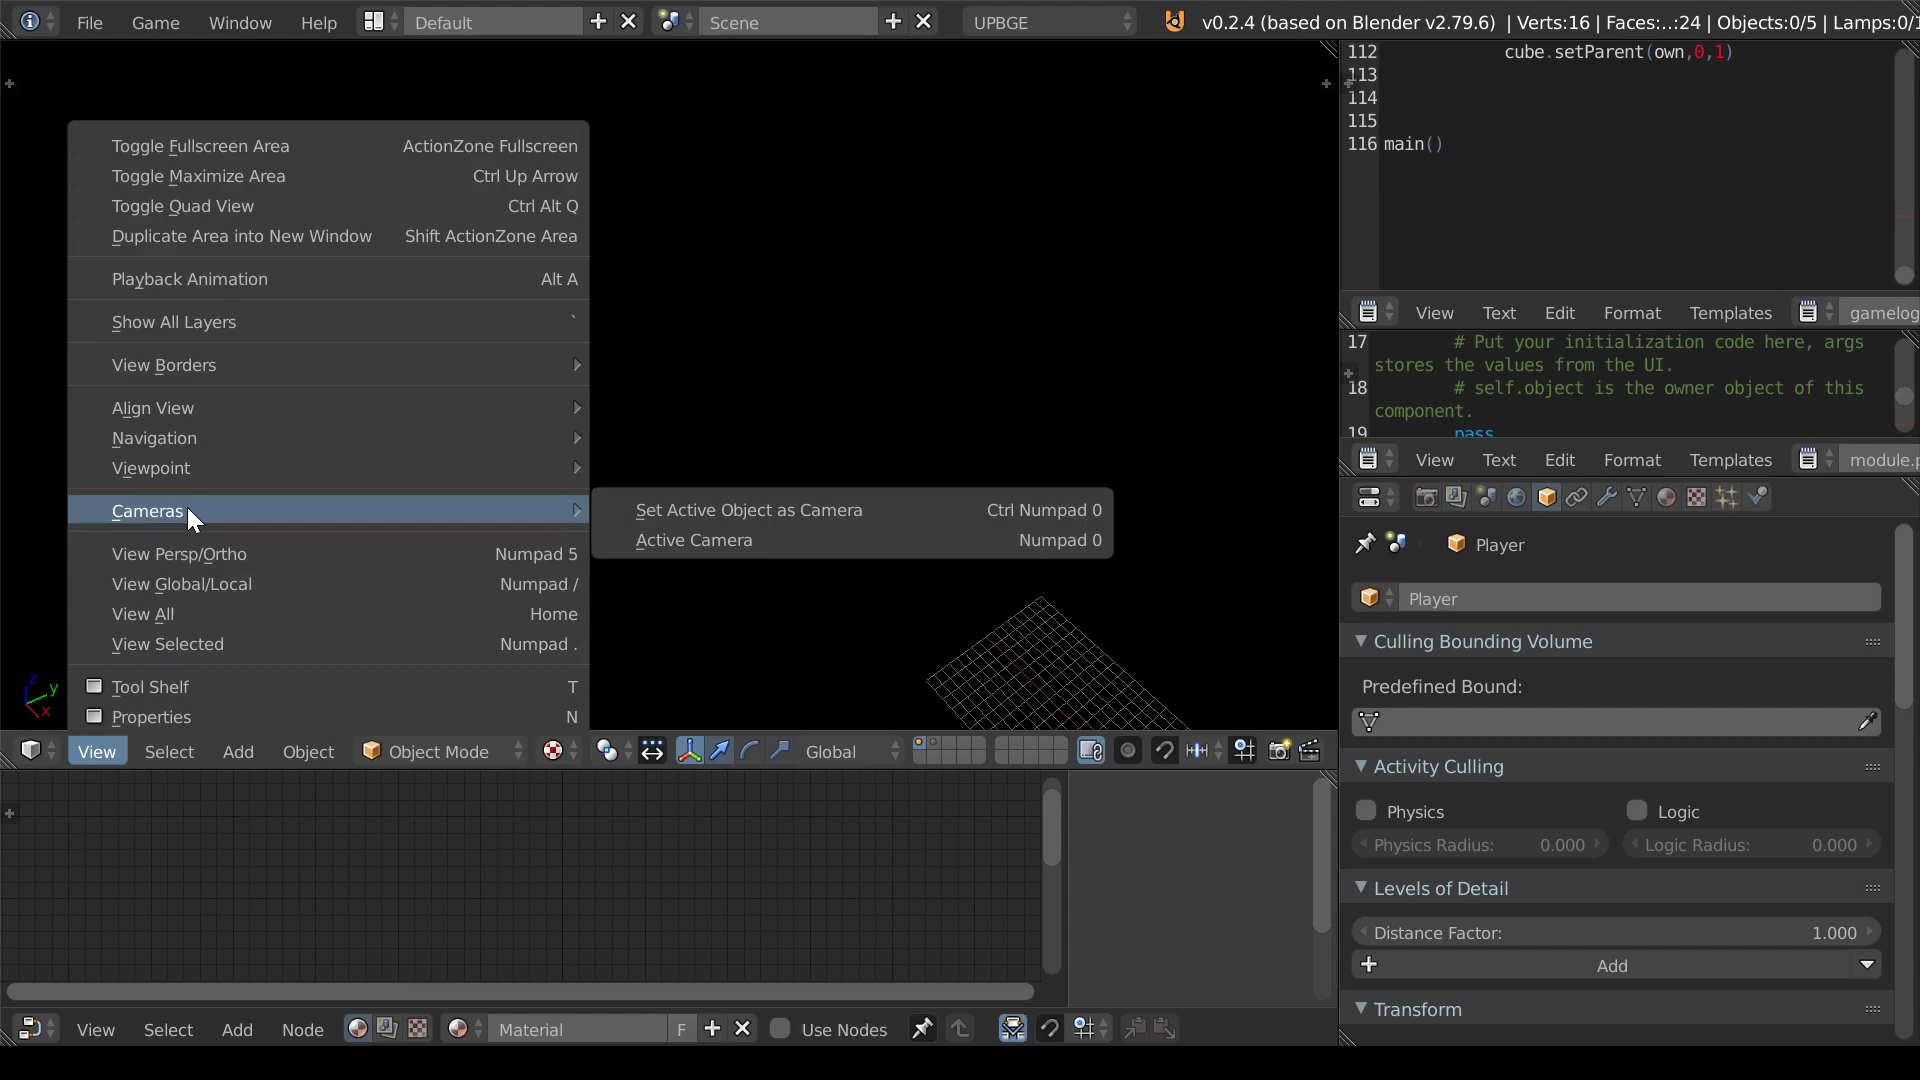 File Game Window Help Default Scene UPBGE v0.2.4 (based on Blender v2.79.6) | Verts:16 | Faces:..:24 | Objects:0/5 | Lamps:0/
Toggle Fullscreen Area ActionZone Fullscreen
Toggle Maximize Area Ctrl Up Arrow
Toggle Quad View Ctrl Alt Q
Duplicate Area into New Window Shift ActionZone Area
Playback Animation Alt A
Show All Layers `
View Borders
Align View
Navigation
Viewpoint
Cameras
View Persp/Ortho Numpad 5
View Global/Local Numpad /
View All Home
View Selected Numpad .
Tool Shelf T
Properties N
Set Active Object as Camera Ctrl Numpad 0
Active Camera Numpad 0
z
y
x
View Select Add Object Object Mode Global
View Select Add Node Material F Use Nodes
112 cube.setParent(own,0,1)
113
114
115
116 main()
View Text Edit Format Templates gamelog
17 # Put your initialization code here, args
stores the values from the UI.
18 # self.object is the owner object of this
component.
19 pass
View Text Edit Format Templates module.p
Player
Player
Culling Bounding Volume
Predefined Bound:
Activity Culling
Physics Logic
Physics Radius: 0.000 Logic Radius: 0.000
Levels of Detail
Distance Factor: 1.000
Add
Transform